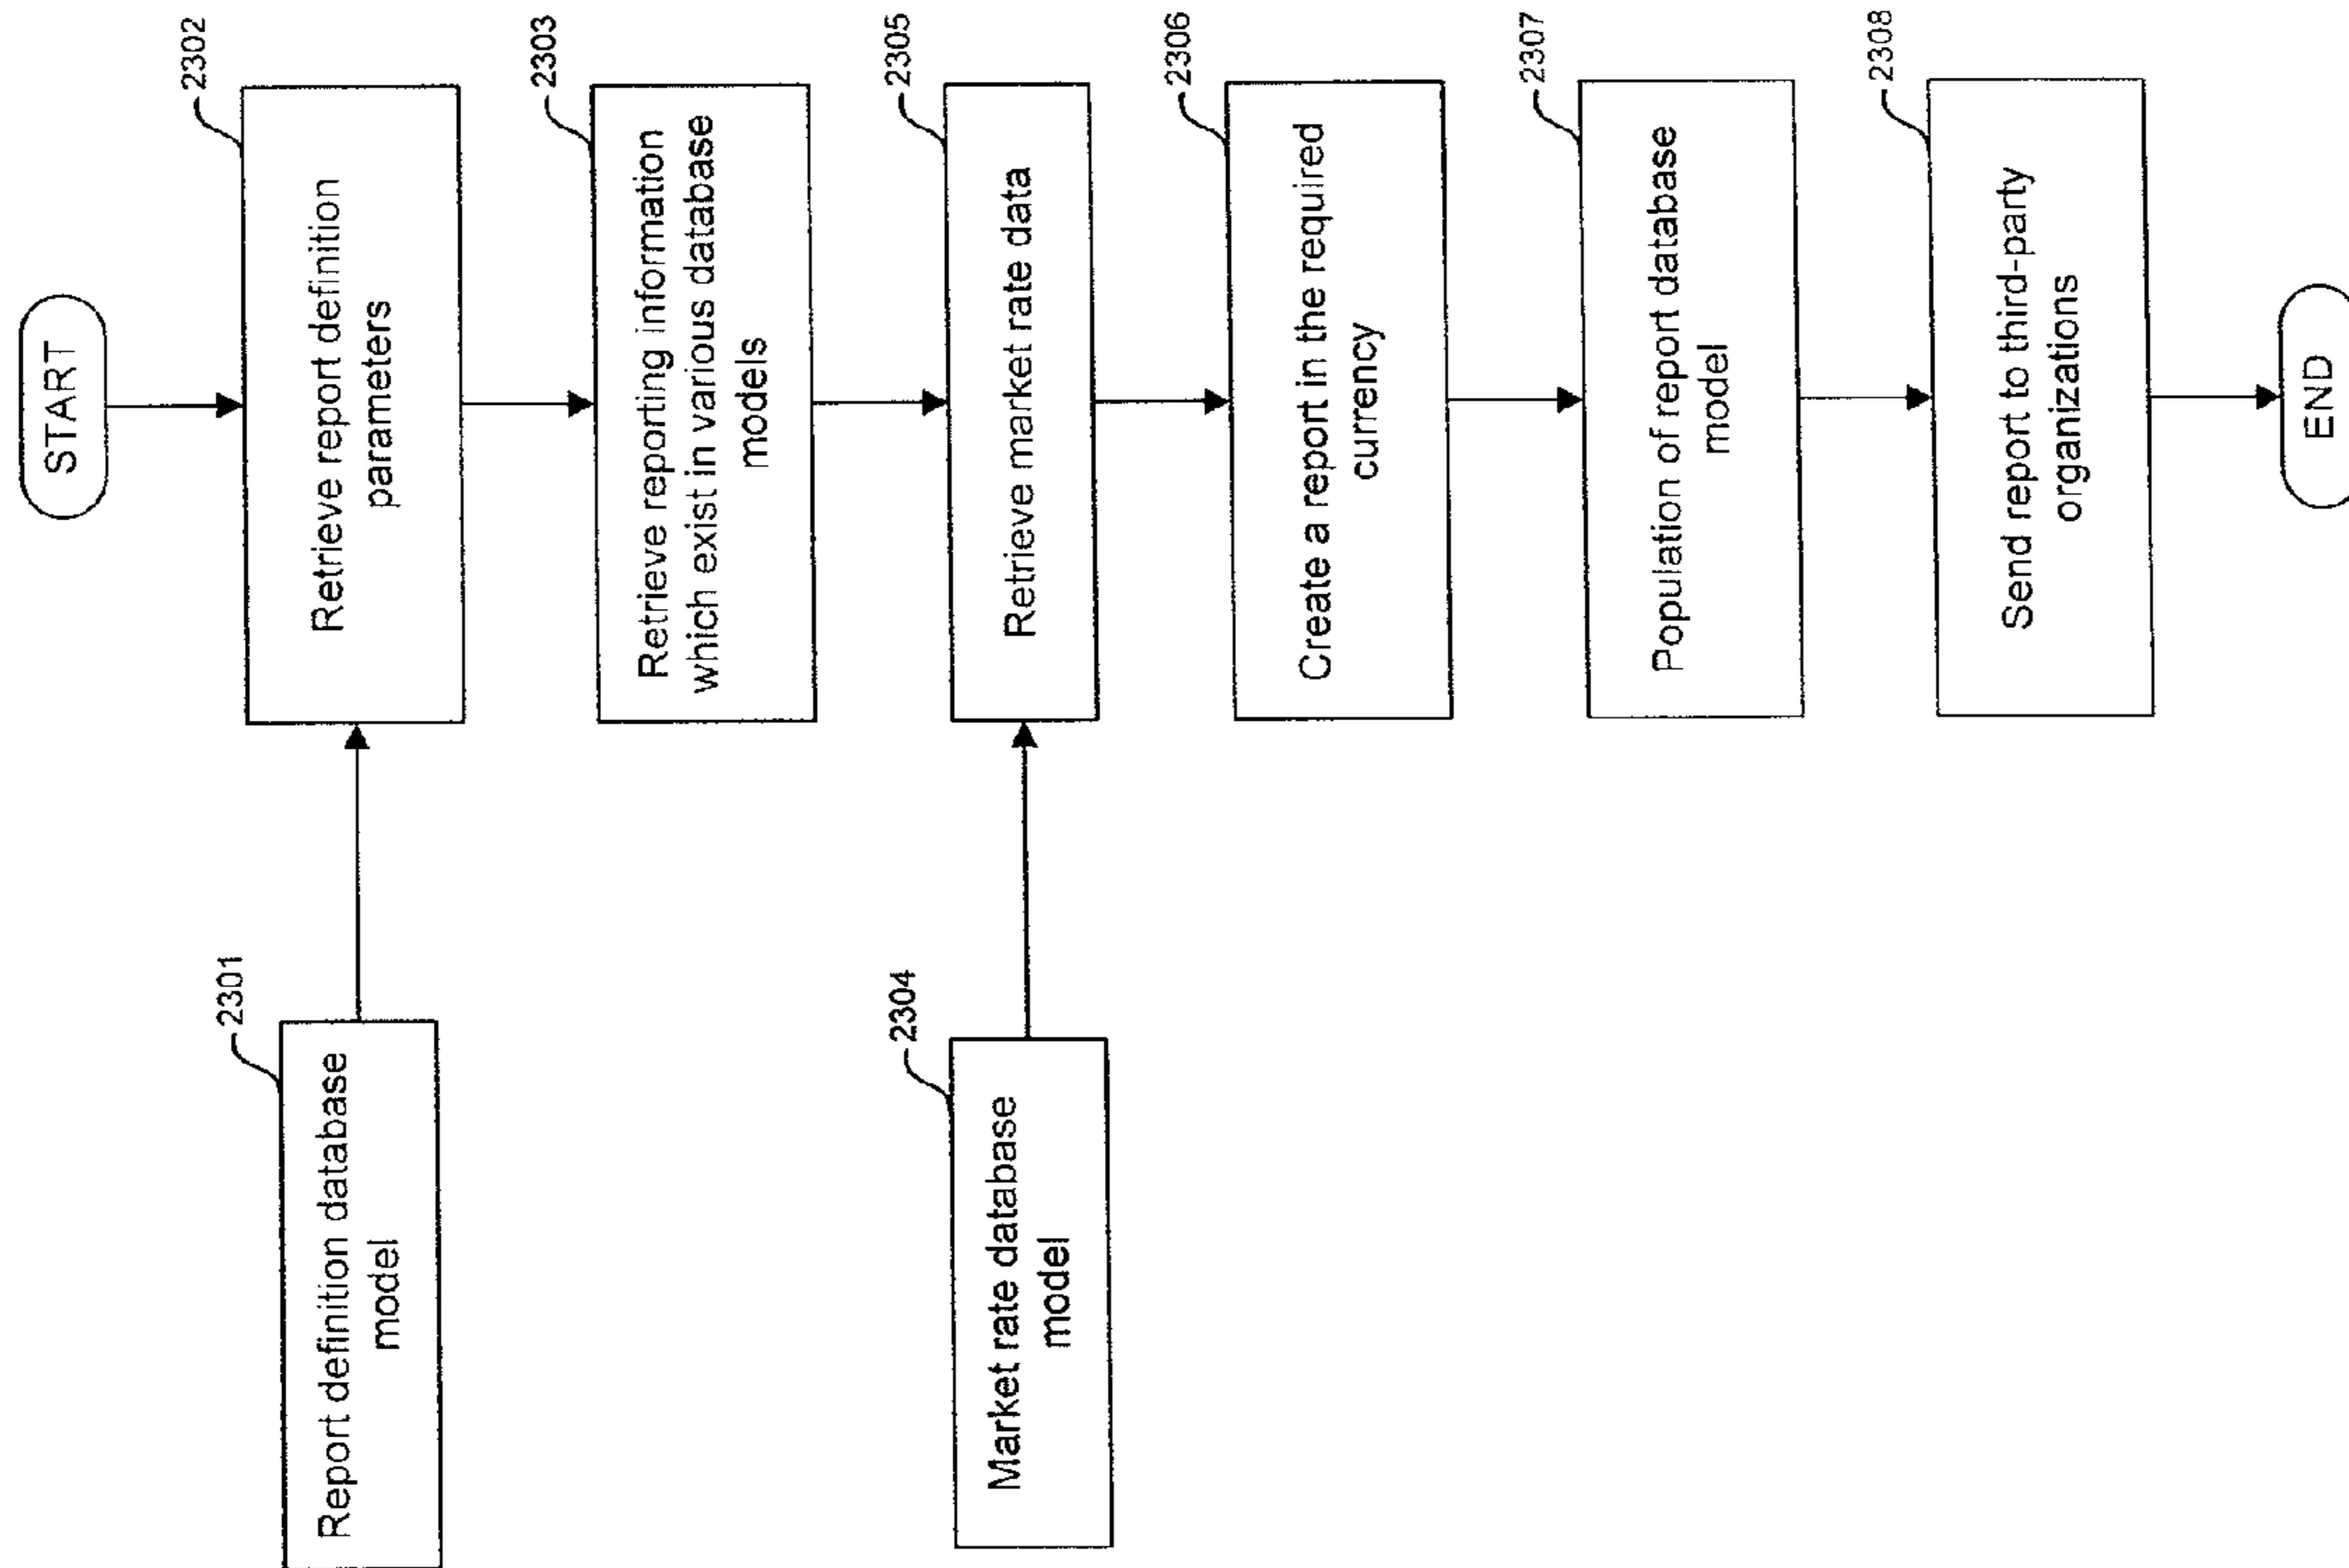 START
2302
Retrieve report definition
parameters
2301
Report definition database
model
2303
Retrieve reporting information
which exist in various database
models
2305
Retrieve market rate data
2304
Market rate database
model
2306
Create a report in the required
currency
2307
Population of report database
model
2308
Send report to third-party
organizations
END